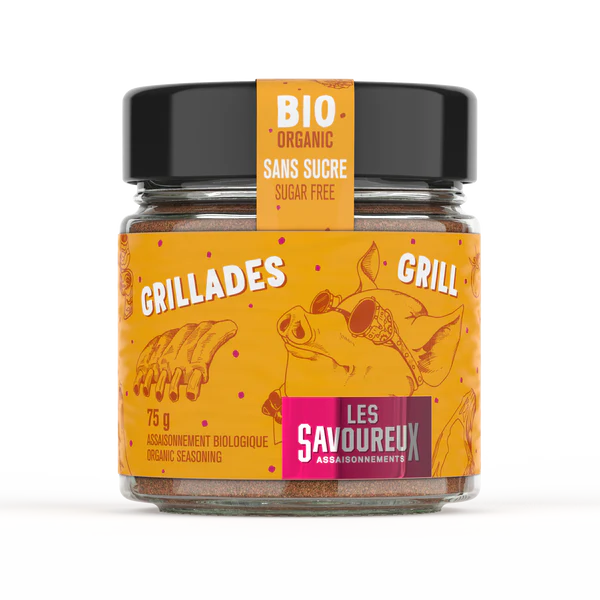 BIO
ORGANIC
SANS SUCRE
SUGAR FREE
GRILLADES
GRILL
75 g
ASSAISONNEMENT BIOLOGIQUE
ORGANIC SEASONING
LES
SAVOUREUX
ASSAISONNEMENTS